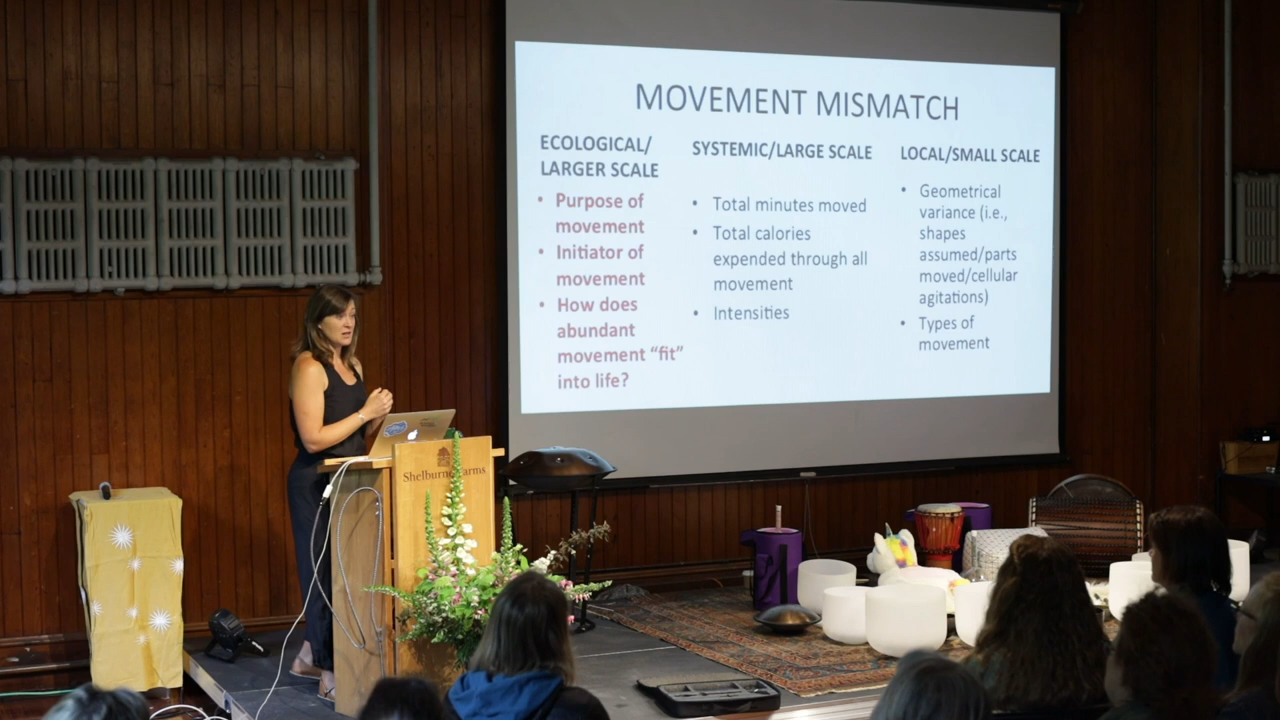 MOVEMENT MISMATCH
ECOLOGICAL/
LARGER SCALE
• Purpose of
movement
• Initiator of
movement
• How does
abundant
movement “fit”
into life?
SYSTEMIC/LARGE SCALE
• Total minutes moved
• Total calories
expended through all
movement
• Intensities
LOCAL/SMALL SCALE
• Geometrical
variance (i.e.,
shapes
assumed/parts
moved/cellular
agitations)
• Types of
movement
Shelburne Farms